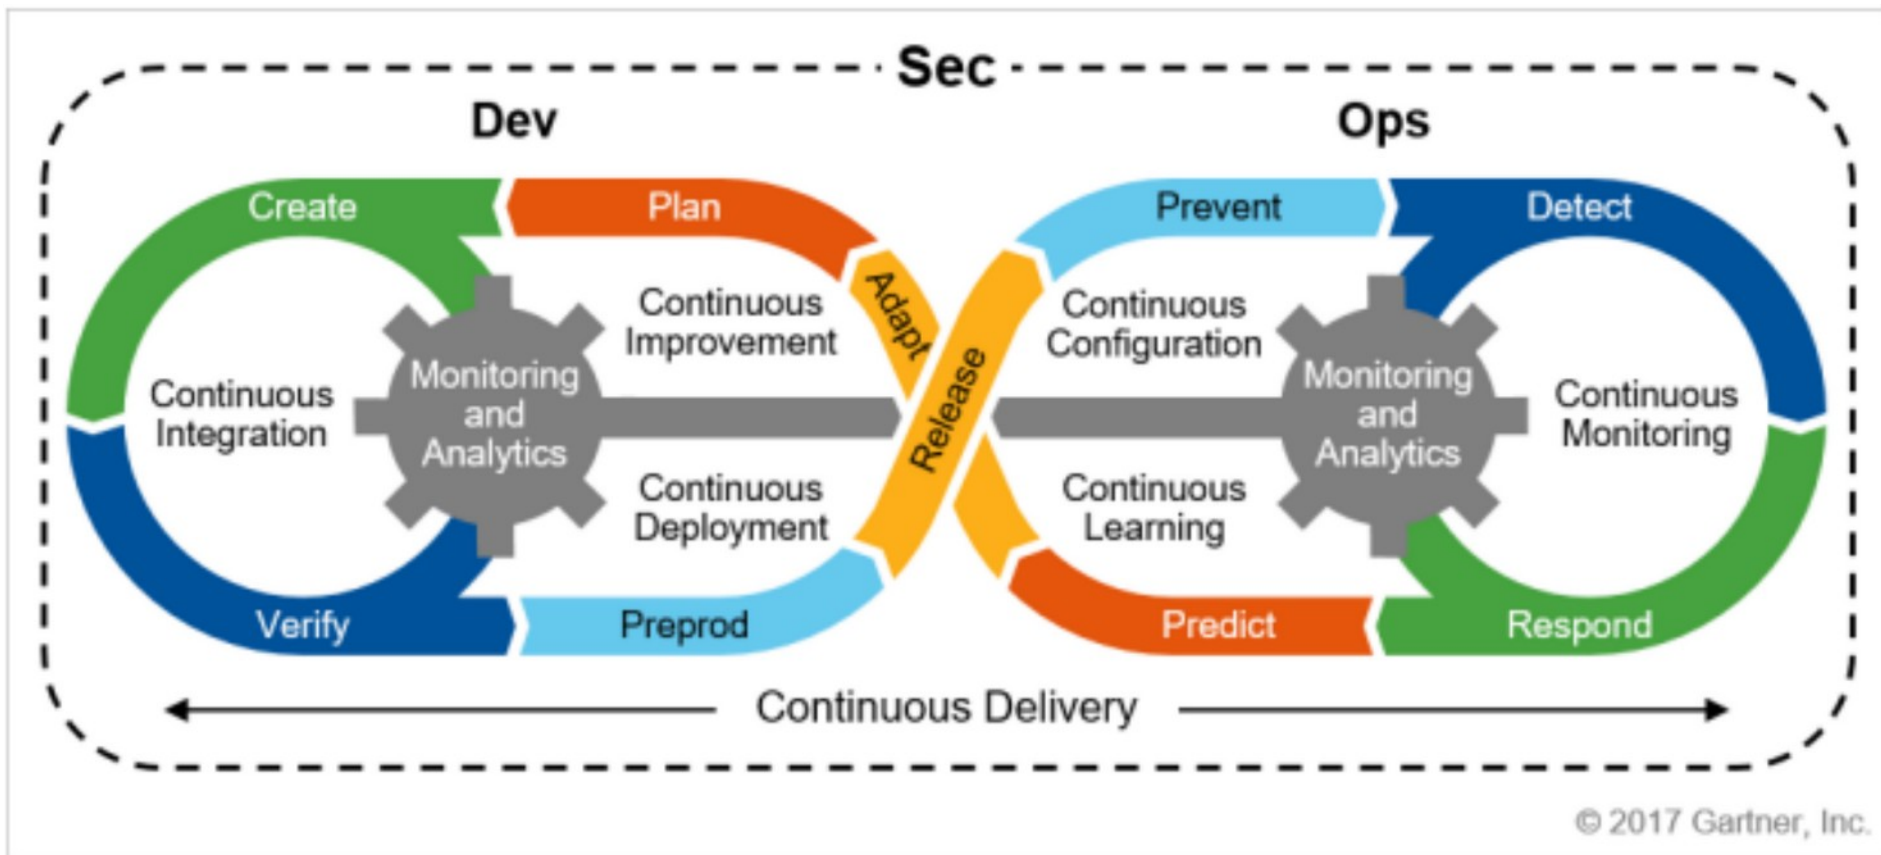 Sec
Dev
Ops
Create
Plan
Prevent
Detect
Adapt
Release
Continuous
Improvement
Continuous
Configuration
Monitoring
and
Analytics
Monitoring
and
Analytics
Continuous
Integration
Continuous
Monitoring
Continuous
Deployment
Continuous
Learning
Verify
Preprod
Predict
Respond
Continuous Delivery
© 2017 Gartner, Inc.